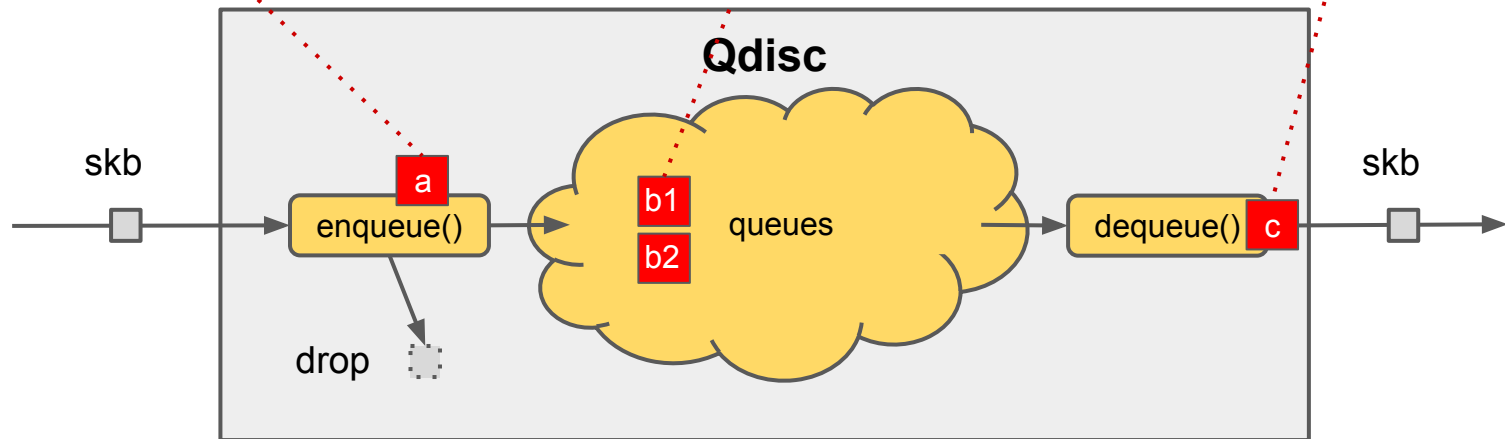 Qdisc
skb
a
enqueue()
drop
b1
b2
queues
dequeue()
c
skb